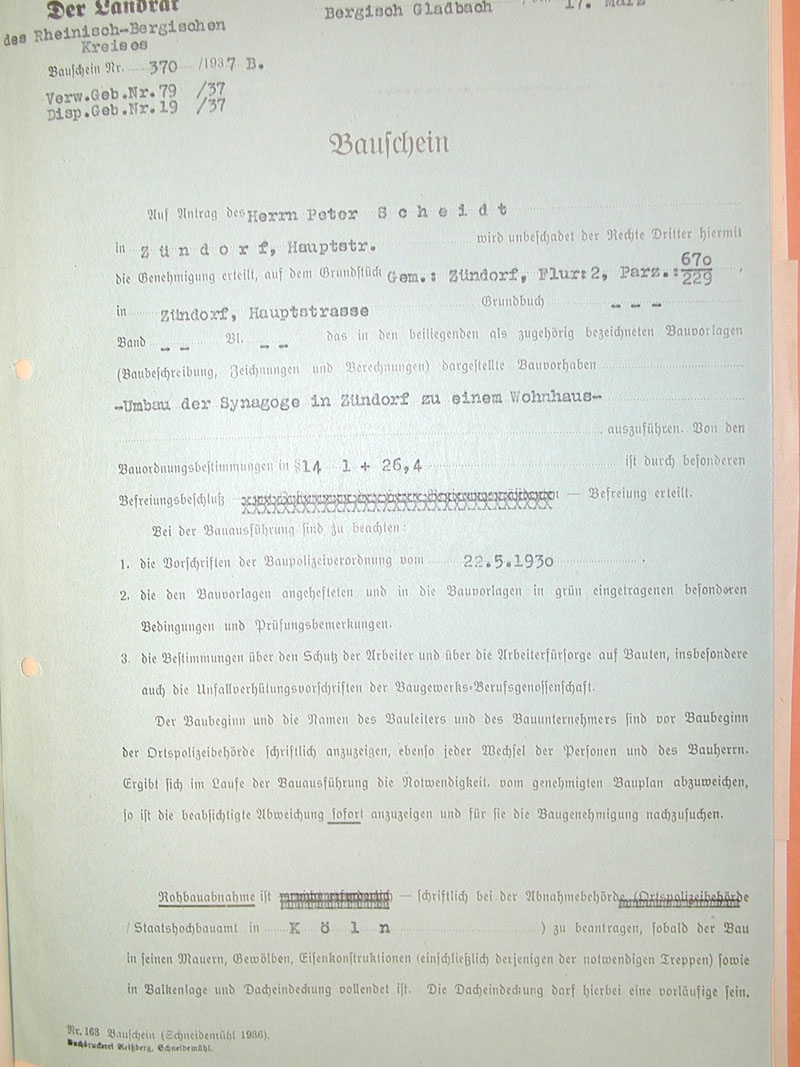 Der Landrat
des Rheinisch-Bergischen
Kreises
Bergisch Gladbach 17. März
Bauschein Nr. 370 /1937 B.
Verw.Geb.Nr.79 /37
Disp.Geb.Nr.19 /37
Bauschein
Auf Antrag des Herrn Peter S c h e i d t
in Z ü n d o r f, Hauptstr. wird unbeschadet der Rechte Dritter hiermit
die Genehmigung erteilt, auf dem Grundstück Gem.: Zündorf, Flur: 2, Parz.: 670/229 ,
in Zündorf, Hauptstrasse Grundbuch - - -
Band - - Bl. - - das in den beiliegenden als zugehörig bezeichneten Bauvorlagen
(Baubeschreibung, Zeichnungen und Berechnungen) dargestellte Bauvorhaben
-Umbau der Synagoge in Zündorf zu einem Wohnhaus-
auszuführen. Von den
Bauordnungsbestimmungen in §14 1 + 26,4 ist durch besonderen
Befreiungsbeschluß — Befreiung erteilt.
Bei der Bauausführung sind zu beachten:
1. die Vorschriften der Baupolizeiverordnung vom 22.5.1930 .
2. die den Bauvorlagen angehefteten und in die Bauvorlagen in grün eingetragenen besonderen
Bedingungen und Prüfungsbemerkungen.
3. die Bestimmungen über den Schutz der Arbeiter und über die Arbeiterfürsorge auf Bauten, insbesondere
auch die Unfallverhütungsvorschriften der Baugewerks-Berufsgenossenschaft.
Der Baubeginn und die Namen des Bauleiters und des Bauunternehmers sind vor Baubeginn
der Ortspolizeibehörde schriftlich anzuzeigen, ebenso jeder Wechsel der Personen und des Bauherrn.
Ergibt sich im Laufe der Bauausführung die Notwendigkeit, vom genehmigten Bauplan abzuweichen,
so ist die beabsichtigte Abweichung sofort anzuzeigen und für sie die Baugenehmigung nachzusuchen.
Rohbauabnahme ist — schriftlich bei der Abnahmebehörde (Ortspolizeibehörde
/Staatshochbauamt in K ö l n ) zu beantragen, sobald der Bau
in seinen Mauern, Gewölben, Eisenkonstruktionen (einschließlich derjenigen der notwendigen Treppen) sowie
in Balkenlage und Dacheindeckung vollendet ist. Die Dacheindeckung darf hierbei eine vorläufige sein.
Nr. 163 Bauschein (Schneidemühl 1936).
Buchdruckerei Reißberg, Schneidemühl.